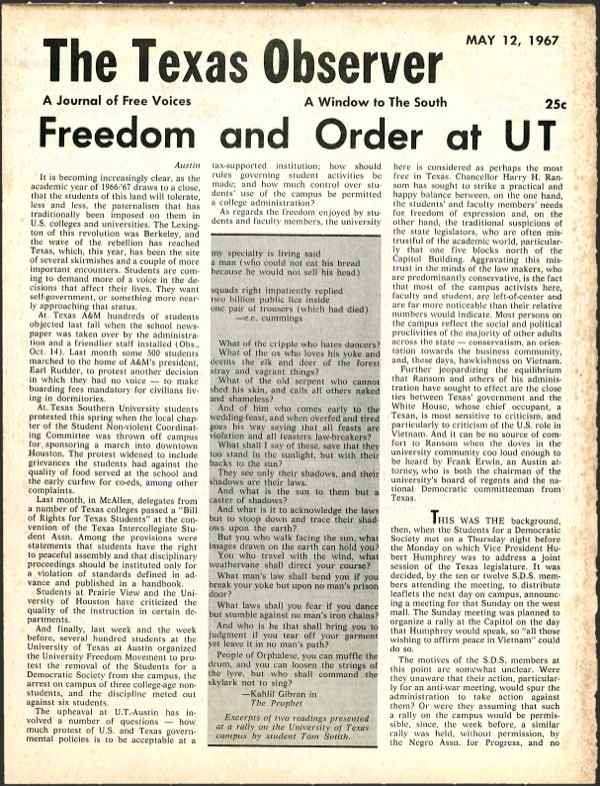 The Texas Observer
MAY 12, 1967
A Journal of Free Voices
A Window to The South
25c
Freedom and Order at UT
Austin
It is becoming increasingly clear, as the
academic year of 1966-'67 draws to a close,
that the students of this land will tolerate,
less and less, the paternalism that has
traditionally been imposed on them in
U.S. colleges and universities. The Lexing-
ton of this revolution was Berkeley, and
the wave of the rebellion has reached
Texas, which, this year, has been the site
of several skirmishes and a couple of more
important encounters. Students are com-
ing to demand more of a voice in the de-
cisions that affect their lives. They want
self-government, or something more near-
ly approaching that status.
At Texas A&M hundreds of students
objected last fall when the school news-
paper was taken over by the administra-
tion and a friendlier staff installed (Obs.,
Oct. 14). Last month some 500 students
marched to the home of A&M's president,
Earl Rudder, to protest another decision
in which they had no voice — to make
boarding fees mandatory for civilians liv-
ing in dormitories.
At Texas Southern University students
protested this spring when the local chap-
ter of the Student Non-violent Coordinat-
ing Committee was thrown off campus
for sponsoring a march into downtown
Houston. The protest widened to include
grievances the students had against the
quality of food served at the school and
the early curfew for co-eds, among other
complaints.
Last month, in McAllen, delegates from
a number of Texas colleges passed a "Bill
of Rights for Texas Students" at the con-
vention of the Texas Intercollegiate Stu-
dent Assn. Among the provisions were
statements that students have the right
to peaceful assembly and that disciplinary
proceedings should be instituted only for
a violation of standards defined in ad-
vance and published in a handbook.
Students at Prairie View and the Uni-
versity of Houston have criticized the
quality of the instruction in certain de-
partments.
And finally, last week and the week
before, several hundred students at the
University of Texas at Austin organized
the University Freedom Movement to pro-
test the removal of the Students for a
Democratic Society from the campus, the
arrest on campus of three college-age non-
students, and the discipline meted out
against six students.
The upheaval at U.T.-Austin has in-
volved a number of questions — how
much protest of U.S. and Texas govern-
mental policies is to be acceptable at a
tax-supported institution; how should
rules governing student activities be
made; and how much control over stu-
dents' use of the campus be permitted
a college administration?
As regards the freedom enjoyed by stu-
dents and faculty members, the university
my specialty is living said
a man (who could not eat his bread
because he would not sell his head)
squads right impatiently replied
two billion public lice inside
one pair of trousers (which had died)
—e.e. cummings
What of the cripple who hates dancers?
What of the ox who loves his yoke and
deems the elk and deer of the forest
stray and vagrant things?
What of the old serpent who cannot
shed his skin, and calls all others naked
and shameless?
And of him who comes early to the
wedding-feast, and when overfed and tired
goes his way saying that all feasts are
violation and all feasters law-breakers?
What shall I say of these, save that they
too stand in the sunlight, but with their
backs to the sun?
They see only their shadows, and their
shadows are their laws.
And what is the sun to them but a
caster of shadows?
And what is it to acknowledge the laws
but to stoop down and trace their shad-
ows upon the earth?
But you who walk facing the sun, what
images drawn on the earth can hold you?
You who travel with the wind, what
weathervane shall direct your course?
What man's law shall bend you if you
break your yoke but upon no man's prison
door?
What laws shall you fear if you dance
but stumble against no man's iron chains?
And who is he that shall bring you to
judgment if you tear off your garment
yet leave it in no man's path?
People of Orphalese, you can muffle the
drum, and you can loosen the strings of
the lyre, but who shall command the
skylark not to sing?
—Kahlil Gibran in
The Prophet
Excerpts of two readings presented
at a rally on the University of Texas
campus by student Tom Smith.
here is considered as perhaps the most
free in Texas. Chancellor Harry H. Ran-
som has sought to strike a practical and
happy balance between, on the one hand,
the students' and faculty members' needs
for freedom of expression and, on the
other hand, the traditional suspicions of
the state legislators, who are often mis-
trustful of the academic world, particular-
ly that one five blocks north of the
Capitol Building. Aggravating this mis-
trust in the minds of the law makers, who
are predominantly conservative, is the fact
that most of the campus activists here,
faculty and student, are left-of-center and
are far more noticable than their relative
numbers would indicate. Most persons on
the campus reflect the social and political
proclivities of the majority of other adults
across the state — conservatism, an orien-
tation towards the business community,
and, these days, hawkishness on Vietnam.
Further jeopardizing the equilibrium
that Ransom and others of his adminis-
tration have sought to effect are the close
ties between Texas' government and the
White House, whose chief occupant, a
Texan, is most sensitive to criticism, and
particularly to criticism of the U.S. role in
Vietnam. And it can be no source of com-
fort to Ransom when the doves in the
university community coo loud enough to
be heard by Frank Erwin, an Austin at-
torney, who is both the chairman of the
university's board of regents and the na-
tional Democratic committeeman from
Texas.
THIS WAS THE background,
then, when the Students for a Democratic
Society met on a Thursday night before
the Monday on which Vice President Hu-
bert Humphrey was to address a joint
session of the Texas legislature. It was
decided, by the ten or twelve S.D.S. mem-
bers attending the meeting, to distribute
leaflets the next day on campus, announc-
ing a meeting for that Sunday on the west
mall. The Sunday meeting was planned to
organize a rally at the Capitol on the day
that Humphrey would speak, so "all those
wishing to affirm peace in Vietnam" could
do so.
The motives of the S.D.S. members at
this point are somewhat unclear. Were
they unaware that their action, particular-
ly for an anti-war meeting, would spur the
administration to take action against
them? Or were they assuming that such
a rally on the campus would be permis-
sible, since, the week before, a similar
rally was held, without permission, by
the Negro Assn. for Progress, and no